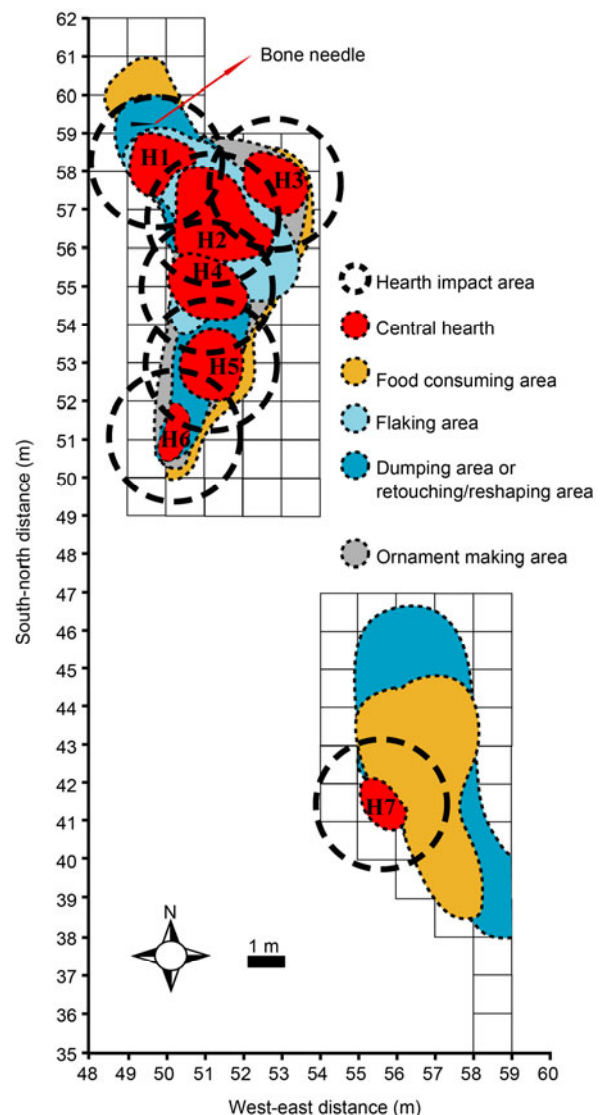 62
61
60
59
58
57
56
55
54
53
52
51
50
49
48
47
46
45
44
43
42
41
40
39
38
37
36
35
South-north distance (m)
Bone needle
H1
H3
H2
H4
H5
H6
H7
Hearth impact area
Central hearth
Food consuming area
Flaking area
Dumping area or
retouching/reshaping area
Ornament making area
N
1 m
48 49 50 51 52 53 54 55 56 57 58 59 60
West-east distance (m)